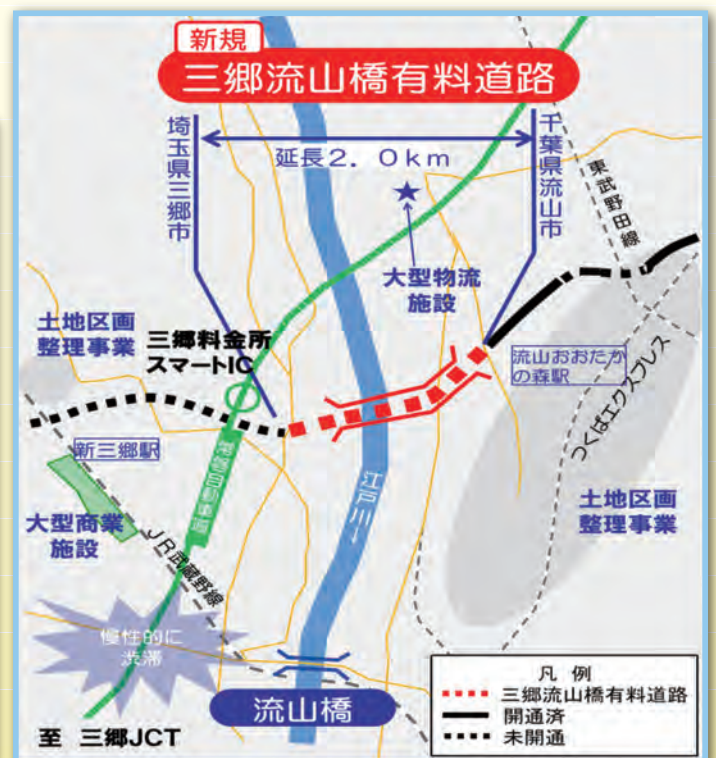 新規
三郷流山橋有料道路
埼玉県三郷市
延長2.0km
千葉県流山市
東武野田線
大型物流
施設
土地区画
整理事業
三郷料金所
スマートIC
流山おおたか
の森駅
つくばエクスプレス
新三郷駅
常磐自動車道
江戸川
土地区画
整理事業
大型商業
施設
JR武蔵野線
慢性的に
渋滞
流山橋
至 三郷JCT
凡 例
三郷流山橋有料道路
開通済
未開通